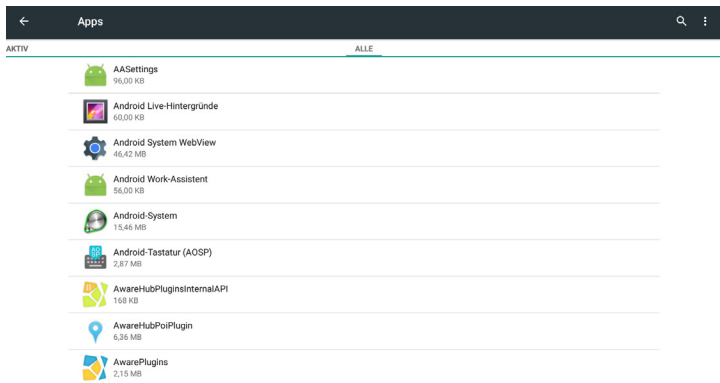 Apps
AKTIV
ALLE
AASettings
96,00 KB
Android Live-Hintergründe
60,00 KB
Android System WebView
46,42 MB
Android Work-Assistent
56,00 KB
Android-System
15,46 MB
Android-Tastatur (AOSP)
2,87 MB
AwareHubPluginsInternalAPI
168 KB
AwareHubPoiPlugin
6,36 MB
AwarePlugins
2,15 MB